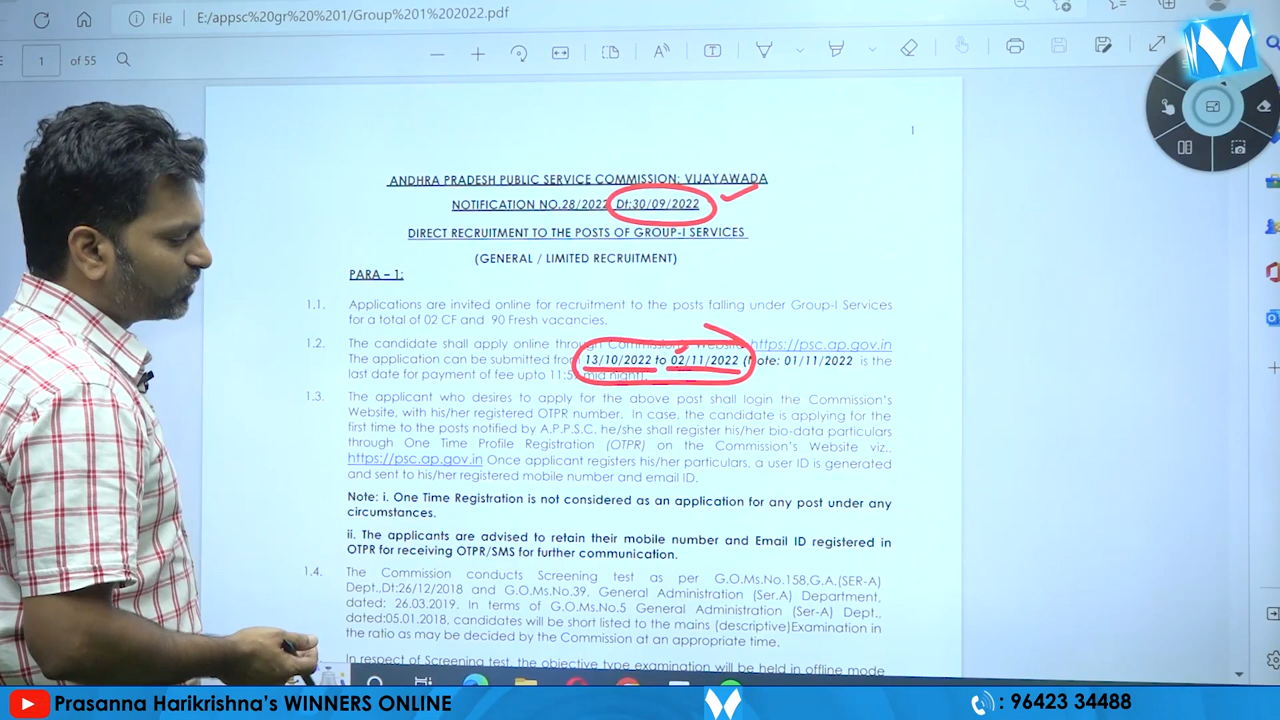 File E:/appsc%20gr%20%201/Group%201%202022.pdf
1 of 55
1
ANDHRA PRADESH PUBLIC SERVICE COMMISSION: VIJAYAWADA
NOTIFICATION NO.28/2022 Dt:30/09/2022
DIRECT RECRUITMENT TO THE POSTS OF GROUP-I SERVICES
(GENERAL / LIMITED RECRUITMENT)
PARA – 1:
1.1. Applications are invited online for recruitment to the posts falling under Group-I Services
for a total of 02 CF and 90 Fresh vacancies.
1.2. The candidate shall apply online through Commission's Website https://psc.ap.gov.in
The application can be submitted from 13/10/2022 to 02/11/2022 (Note: 01/11/2022 is the
last date for payment of fee upto 11:59 mid night).
1.3. The applicant who desires to apply for the above post shall login the Commission's
Website, with his/her registered OTPR number. In case, the candidate is applying for the
first time to the posts notified by A.P.P.S.C. he/she shall register his/her bio-data particulars
through One Time Profile Registration (OTPR) on the Commission's Website viz.,
https://psc.ap.gov.in Once applicant registers his/her particulars, a user ID is generated
and sent to his/her registered mobile number and email ID.
Note: i. One Time Registration is not considered as an application for any post under any
circumstances.
ii. The applicants are advised to retain their mobile number and Email ID registered in
OTPR for receiving OTPR/SMS for further communication.
1.4. The Commission conducts Screening test as per G.O.Ms.No.158,G.A.(SER-A)
Dept.,Dt:26/12/2018 and G.O.Ms.No.39. General Administration (Ser.A) Department,
dated: 26.03.2019. In terms of G.O.Ms.No.5 General Administration (Ser-A) Dept.,
dated:05.01.2018, candidates will be short listed to the mains (descriptive)Examination in
the ratio as may be decided by the Commission at an appropriate time.
In respect of Screening test, the objective type examination will be held in offline mode
Prasanna Harikrishna's WINNERS ONLINE
: 96423 34488